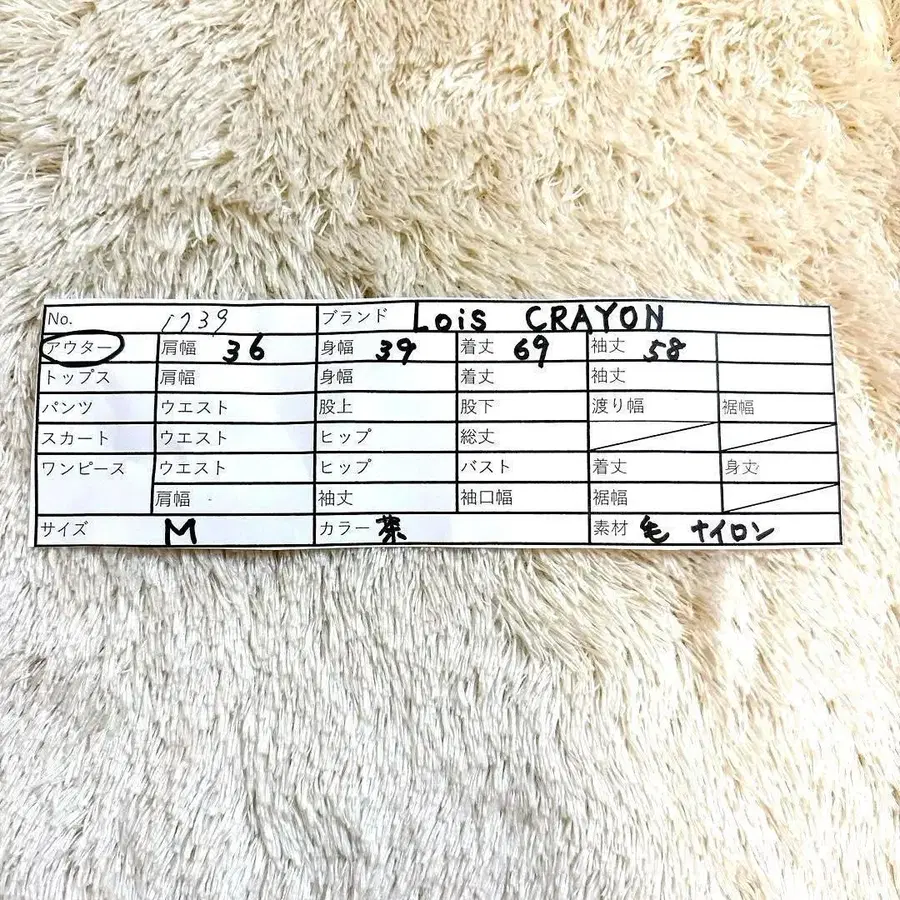 No. 1739 ブランド Lois CRAYON
アウター 肩幅 36 身幅 39 着丈 69 袖丈 58
トップス 肩幅 身幅 着丈 袖丈
パンツ ウエスト 股上 股下 渡り幅 裾幅
スカート ウエスト ヒップ 総丈
ワンピース ウエスト ヒップ バスト 着丈 身丈
肩幅 袖丈 袖口幅 裾幅
サイズ M カラー 茶 素材 毛 ナイロン